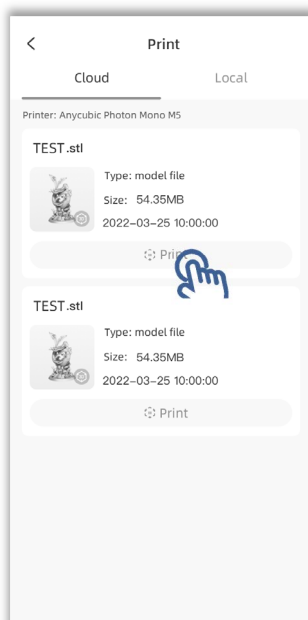 Print
Cloud Local
Printer: Anycubic Photon Mono M5
TEST.stl
Type: model file
Size: 54.35MB
2022-03-25 10:00:00
Print
TEST.stl
Type: model file
Size: 54.35MB
2022-03-25 10:00:00
Print